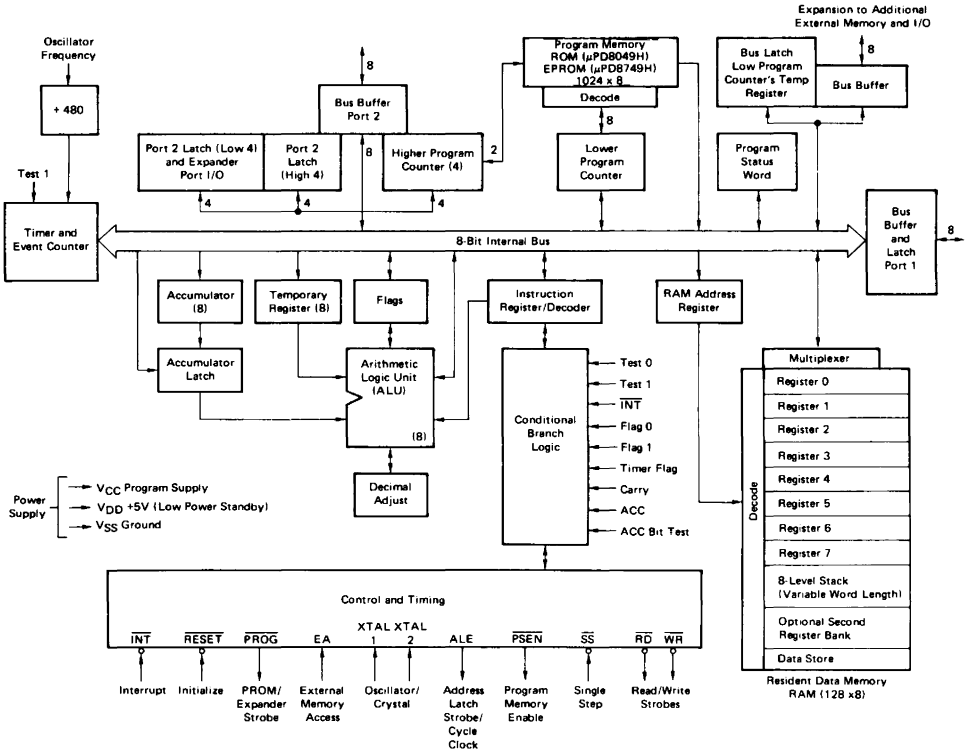 Oscillator
Frequency
÷ 480
Test 1
Timer and
Event Counter
8
Bus Buffer
Port 2
Port 2 Latch (Low 4)
and Expander
Port I/O
Port 2
Latch
(High 4)
8
Higher Program
Counter (4)
2
4
4
4
Program Memory
ROM (μPD8049H)
EPROM (μPD8749H)
1024 x 8
Decode
8
Lower
Program
Counter
Expansion to Additional
External Memory and I/O
8
Bus Latch
Low Program
Counter's Temp
Register
Bus Buffer
Program
Status
Word
8-Bit Internal Bus
Bus
Buffer
and
Latch
Port 1
8
Accumulator
(8)
Temporary
Register (8)
Flags
Instruction
Register/Decoder
RAM Address
Register
Accumulator
Latch
Arithmetic
Logic Unit
(ALU)
(8)
Decimal
Adjust
Conditional
Branch
Logic
Test 0
Test 1
INT
Flag 0
Flag 1
Timer Flag
Carry
ACC
ACC Bit Test
Multiplexer
Decode
Register 0
Register 1
Register 2
Register 3
Register 4
Register 5
Register 6
Register 7
8-Level Stack
(Variable Word Length)
Optional Second
Register Bank
Data Store
Resident Data Memory
RAM (128 x8)
Power
Supply
VCC Program Supply
VDD +5V (Low Power Standby)
VSS Ground
Control and Timing
INT
RESET
PROG
EA
XTAL XTAL
1 2
ALE
PSEN
SS
RD
WR
Interrupt
Initialize
PROM/
Expander
Strobe
External
Memory
Access
Oscillator/
Crystal
Address
Latch
Strobe/
Cycle
Clock
Program
Memory
Enable
Single
Step
Read/Write
Strobes